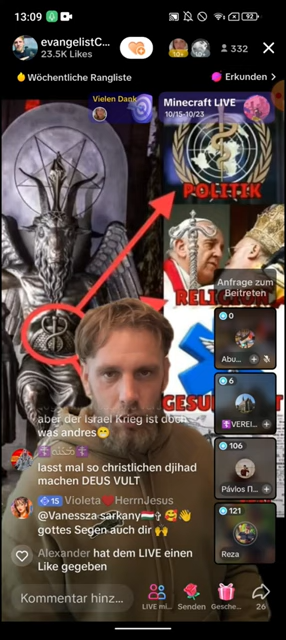 13:09
92
evangelistC...
23.5K Likes
332
Wöchentliche Rangliste
Erkunden >
Vielen Dank
Minecraft LIVE
10/15-10/23
POLITIK
Anfrage zum
Beitreten
RELIGI
GESUNDHEIT
0
Abu...
6
VEREI...
106
Pávlos Π...
121
Reza
aber der Israel Krieg ist doch
was andres😁
lasst mal so christlichen djihad
machen DEUS VULT
15 Violeta❤️HerrnJesus
@Vanessza sarkany🇭🇺✝️🥰👋
gottes Segen auch dir 🙌
Alexander hat dem LIVE einen
Like gegeben
Kommentar hinz...
LIVE mi...
Senden
Gesche...
26